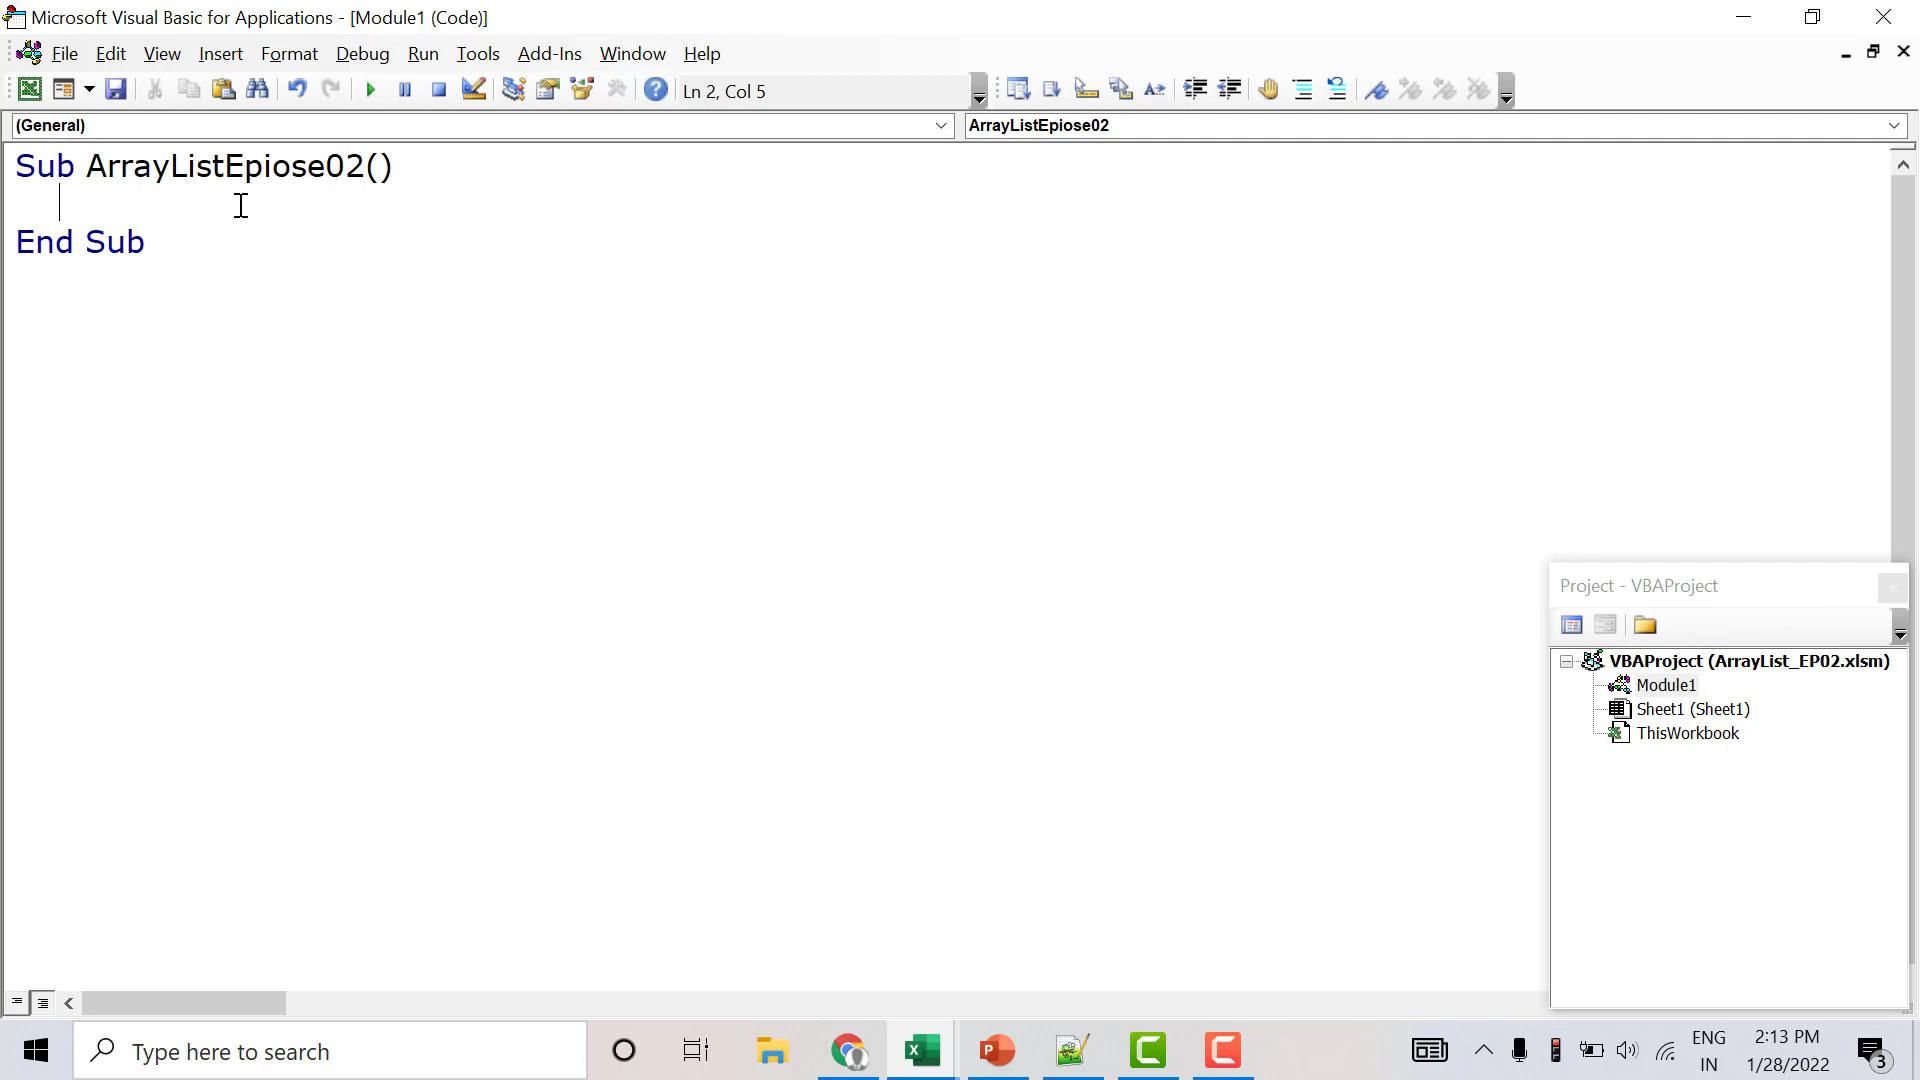 Microsoft Visual Basic for Applications - [Module1 (Code)]
File Edit View Insert Format Debug Run Tools Add-Ins Window Help
Ln 2, Col 5
(General)
ArrayListEpiose02
Sub ArrayListEpiose02()
End Sub
Project - VBAProject
VBAProject (ArrayList_EP02.xlsm)
Module1
Sheet1 (Sheet1)
ThisWorkbook
Type here to search
ENG
IN
2:13 PM
1/28/2022
3